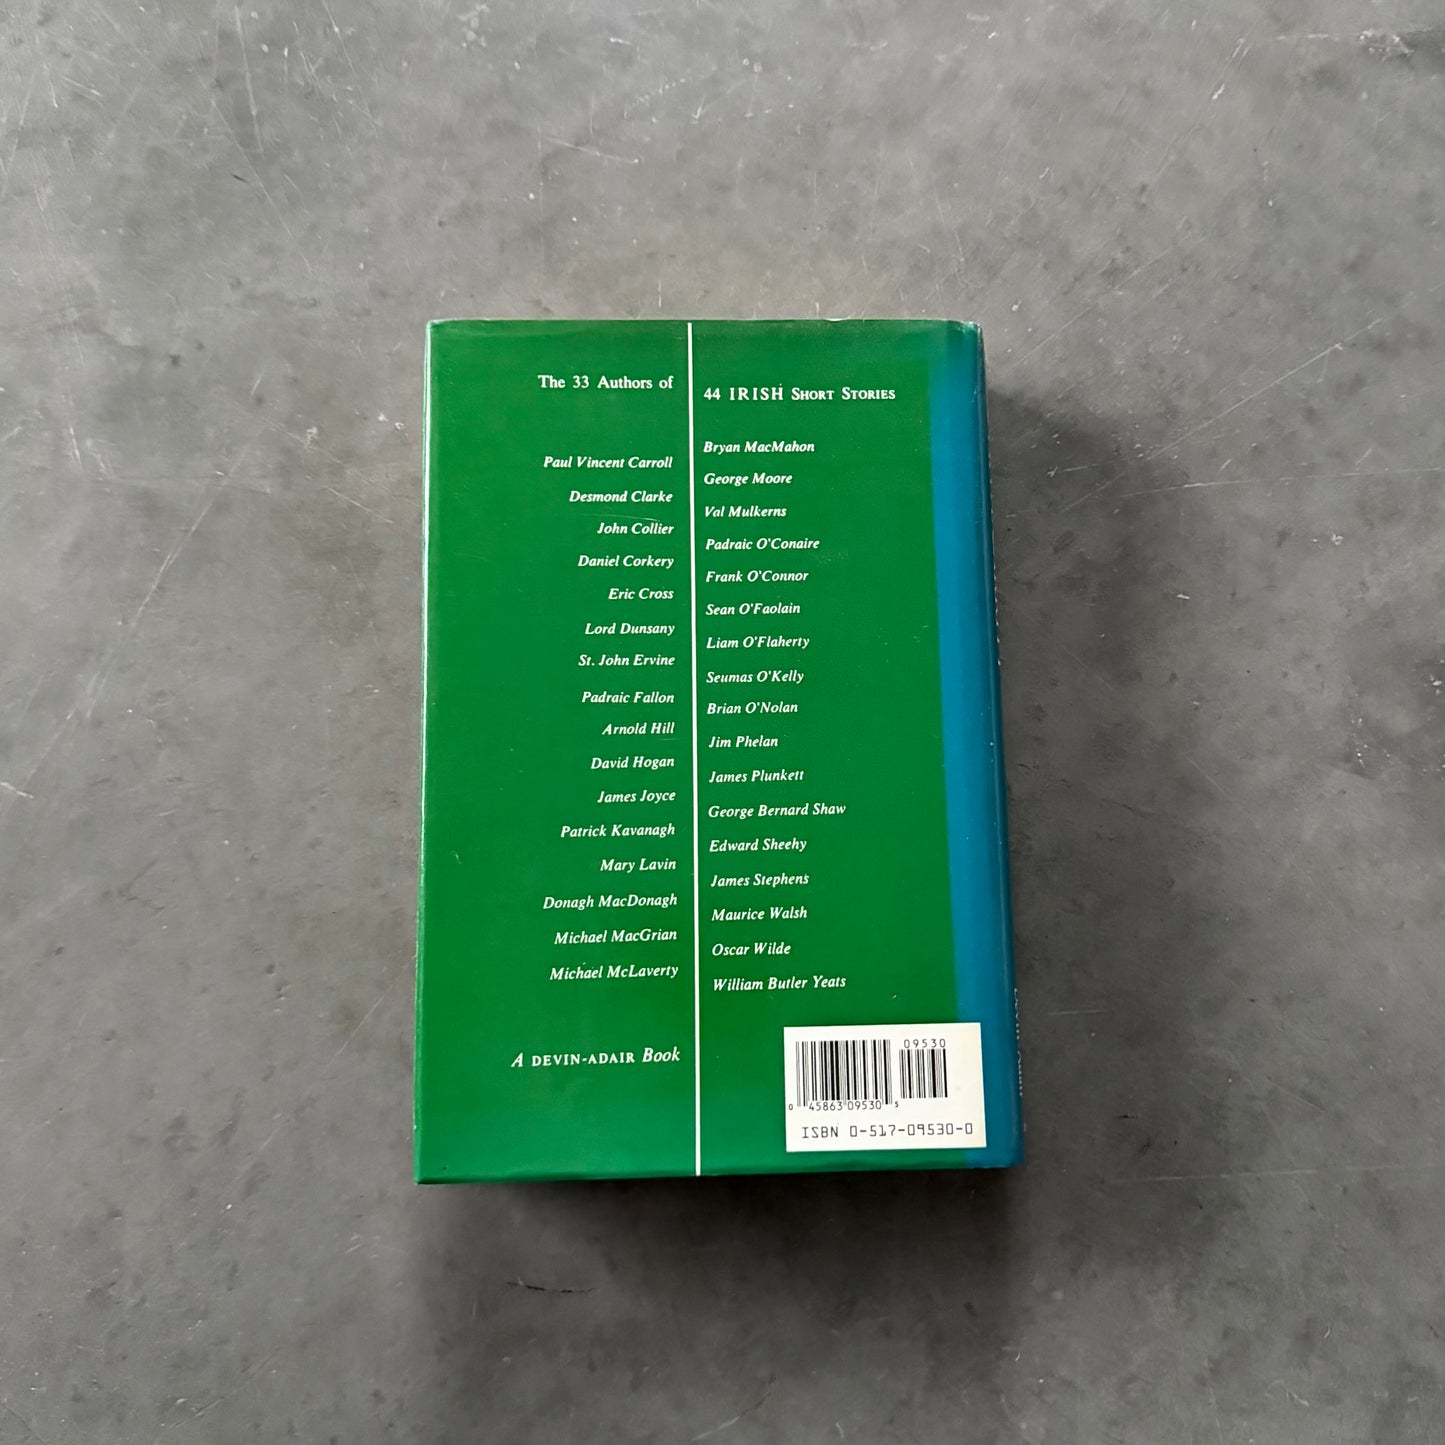 The 33 Authors of
Paul Vincent Carroll
Desmond Clarke
John Collier
Daniel Corkery
Eric Cross
Lord Dunsany
St. John Ervine
Padraic Fallon
Arnold Hill
David Hogan
James Joyce
Patrick Kavanagh
Mary Lavin
Donagh MacDonagh
Michael MacGrian
Michael McLaverty
A DEVIN-ADAIR Book
44 IRISH SHORT STORIES
Bryan MacMahon
George Moore
Val Mulkerns
Padraic O'Conaire
Frank O'Connor
Sean O'Faolain
Liam O'Flaherty
Seumas O'Kelly
Brian O'Nolan
Jim Phelan
James Plunkett
George Bernard Shaw
Edward Sheehy
James Stephens
Maurice Walsh
Oscar Wilde
William Butler Yeats
09530
0 45863 09530 5
ISBN 0-517-09530-0